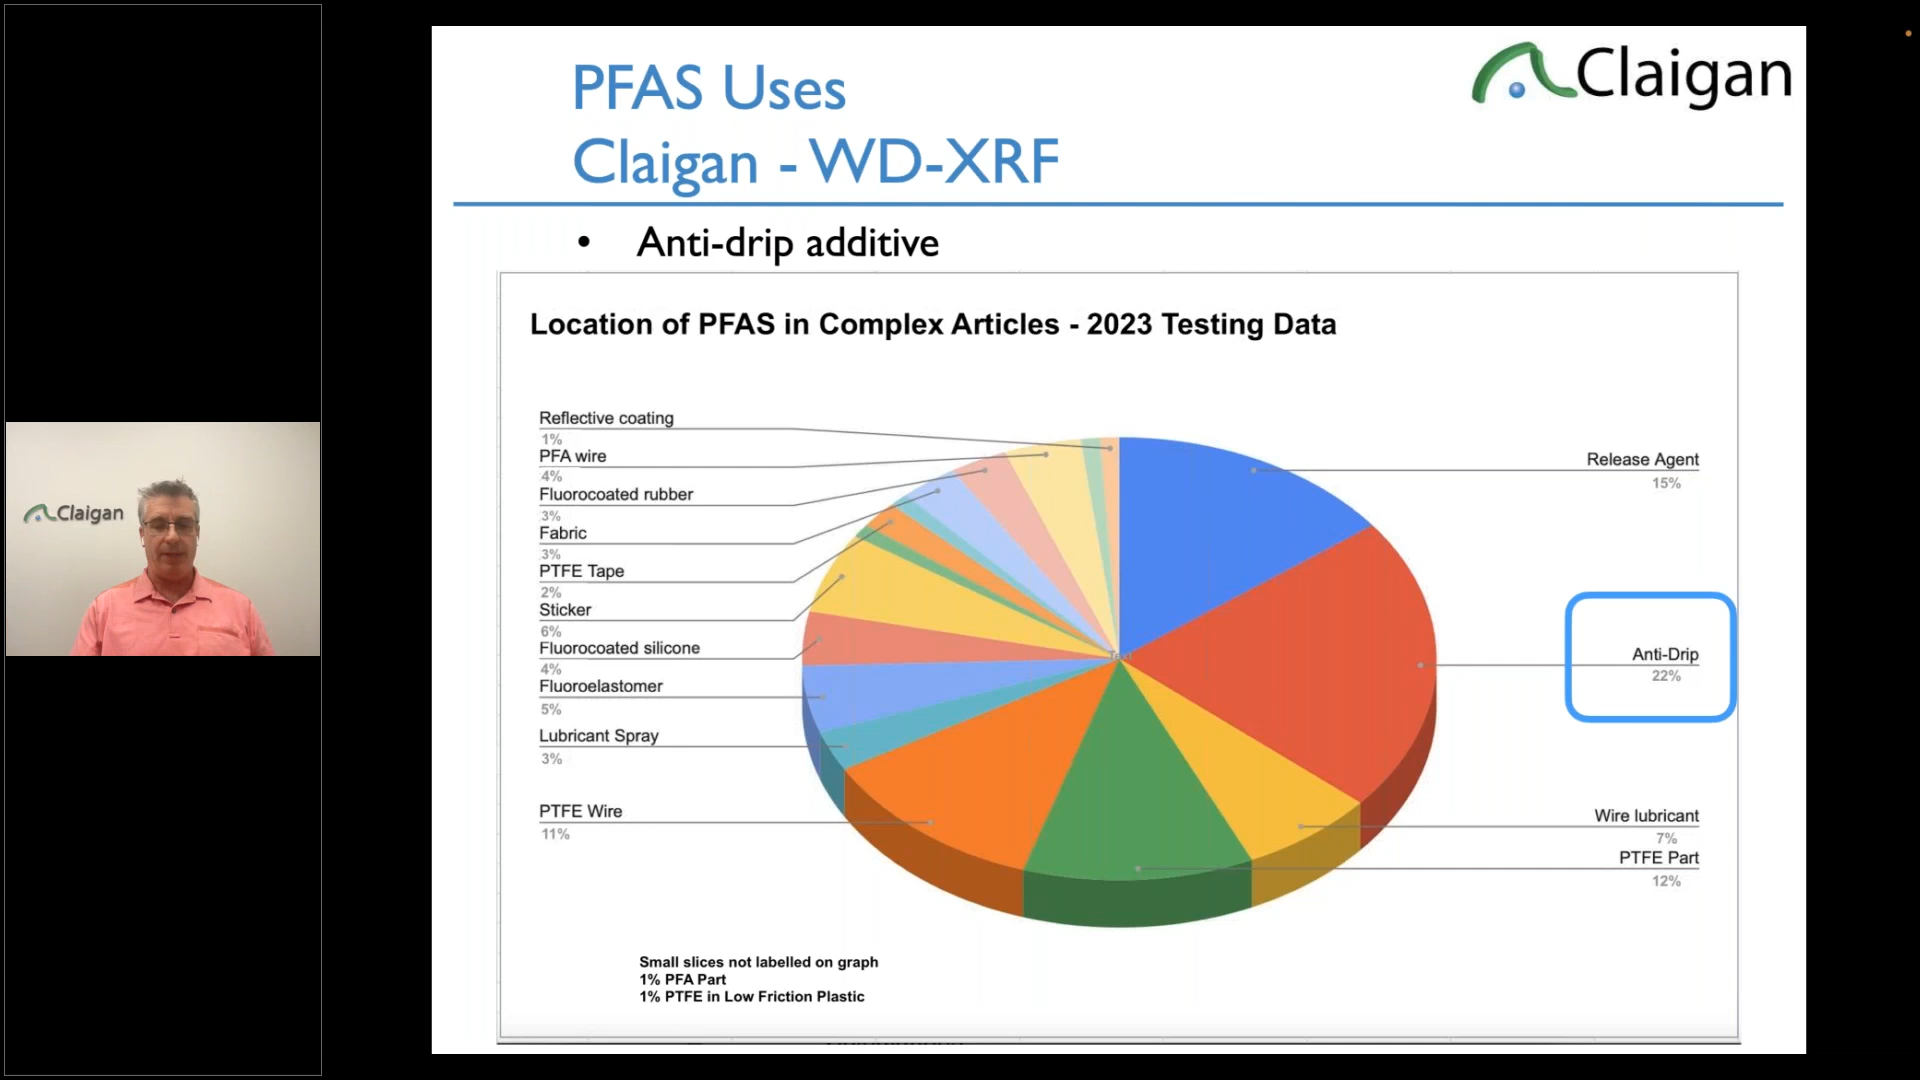 PFAS Uses
Claigan - WD-XRF
Claigan
• Anti-drip additive
Location of PFAS in Complex Articles - 2023 Testing Data
Reflective coating
1%
PFA wire
4%
Fluorocoated rubber
3%
Fabric
3%
PTFE Tape
2%
Sticker
6%
Fluorocoated silicone
4%
Fluoroelastomer
5%
Lubricant Spray
3%
PTFE Wire
11%
Release Agent
15%
Anti-Drip
22%
Wire lubricant
7%
PTFE Part
12%
Text
Small slices not labelled on graph
1% PFA Part
1% PTFE in Low Friction Plastic
Claigan